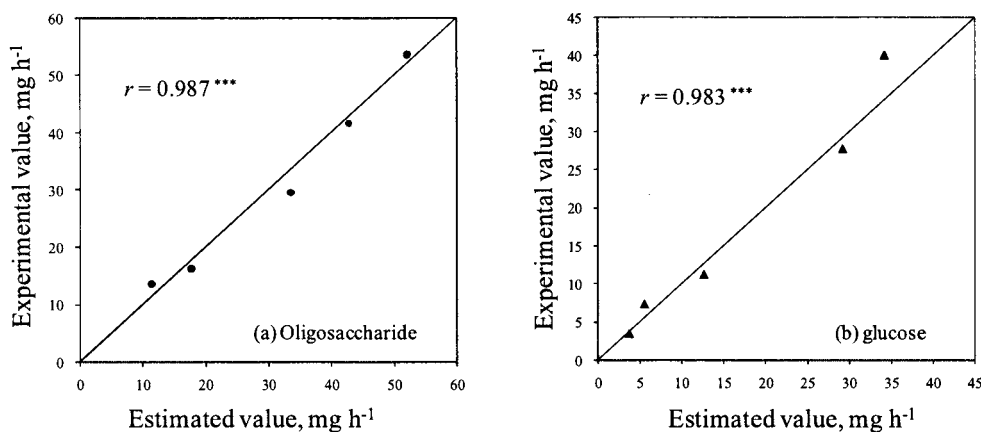 60
50
40
30
20
10
0
0 10 20 30 40 50 60
Experimental value, mg h⁻¹
Estimated value, mg h⁻¹
r = 0.987 ***
(a) Oligosaccharide
45
40
35
30
25
20
15
10
5
0
0 5 10 15 20 25 30 35 40 45
Experimental value, mg h⁻¹
Estimated value, mg h⁻¹
r = 0.983 ***
(b) glucose